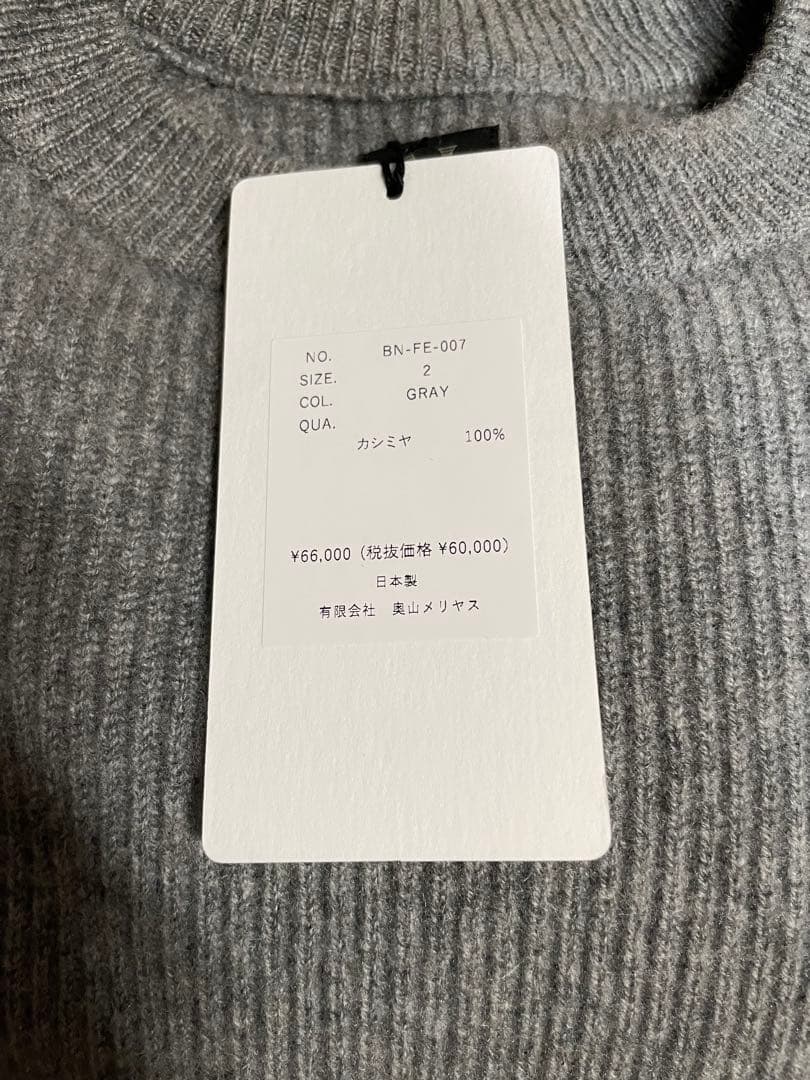 NO. BN-FE-007
SIZE. 2
COL. GRAY
QUA.
カシミヤ 100%
¥66,000（税抜価格 ¥60,000）
日本製
有限会社 奥山メリヤス